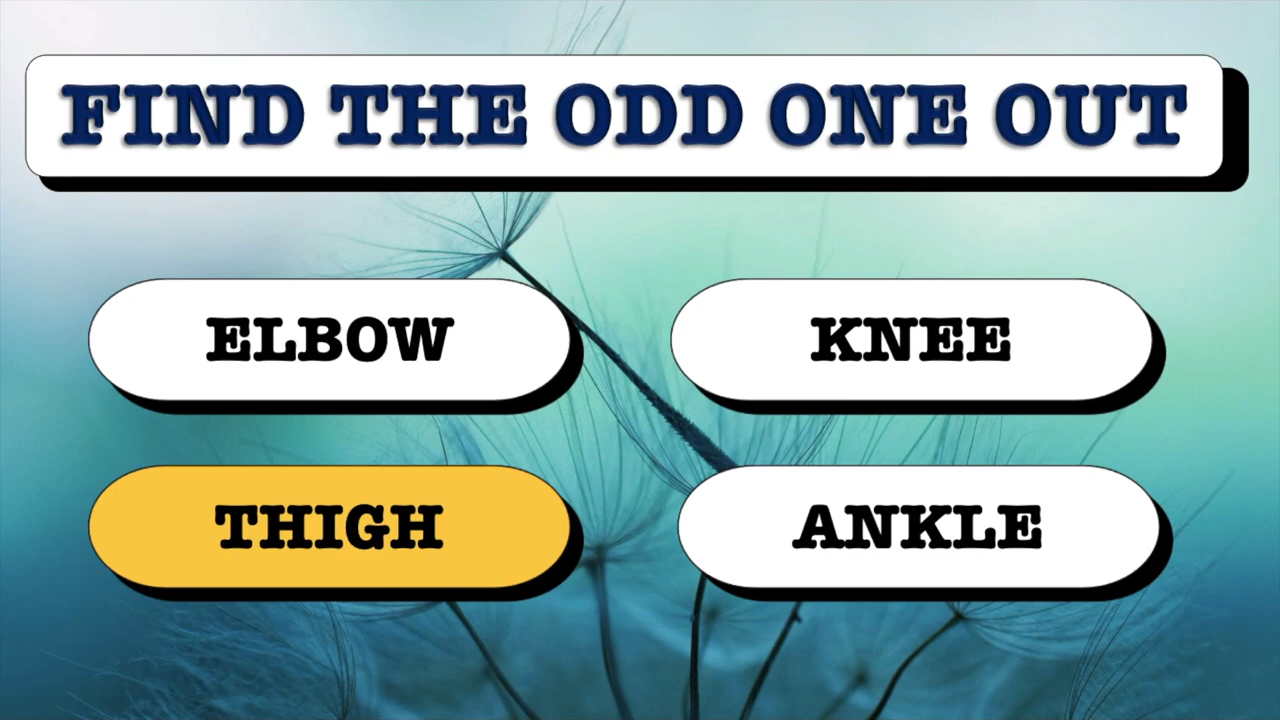 FIND THE ODD ONE OUT
ELBOW
KNEE
THIGH
ANKLE